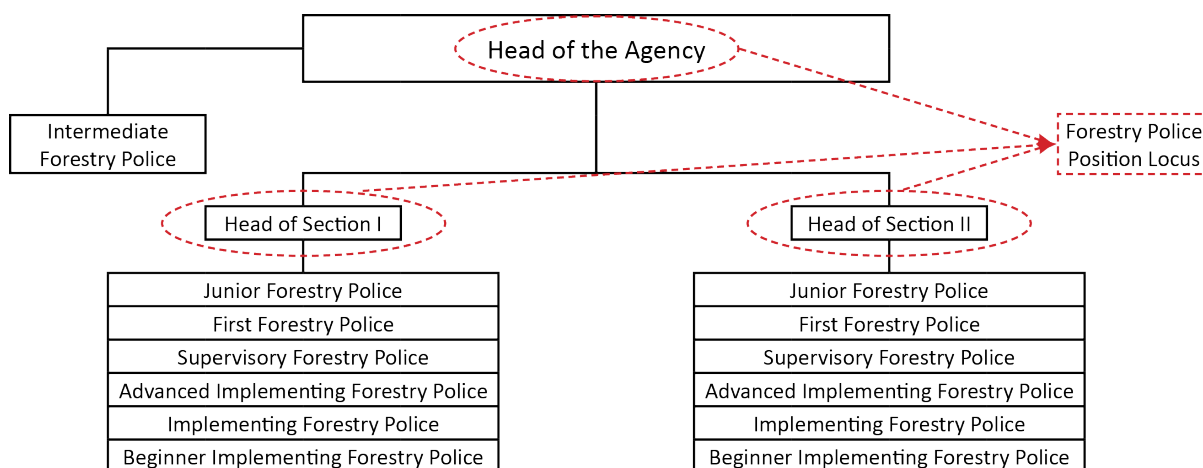 Head of the Agency
Intermediate
Forestry Police
Forestry Police
Position Locus
Head of Section I
Head of Section II
Junior Forestry Police
First Forestry Police
Supervisory Forestry Police
Advanced Implementing Forestry Police
Implementing Forestry Police
Beginner Implementing Forestry Police
Junior Forestry Police
First Forestry Police
Supervisory Forestry Police
Advanced Implementing Forestry Police
Implementing Forestry Police
Beginner Implementing Forestry Police